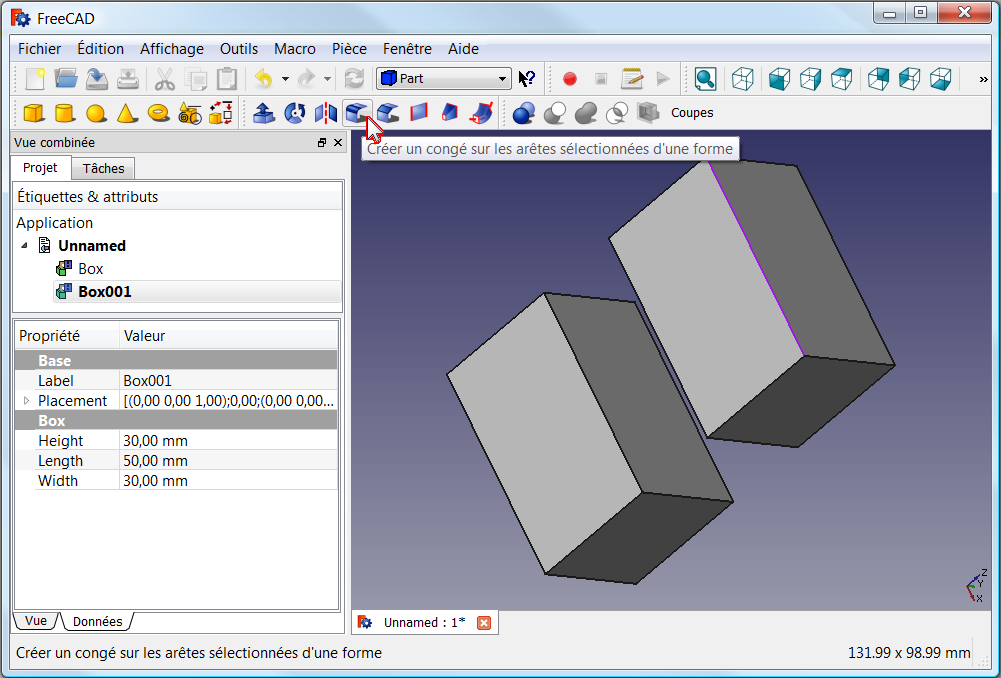 FreeCAD
Fichier Édition Affichage Outils Macro Pièce Fenêtre Aide
Part
»
Coupes
Vue combinée
Créer un congé sur les arêtes sélectionnées d'une forme
Projet Tâches
Étiquettes & attributs
Application
Unnamed
Box
Box001
Propriété Valeur
Base
Label Box001
Placement [(0,00 0,00 1,00);0,00;(0,00 0,00...
Box
Height 30,00 mm
Length 50,00 mm
Width 30,00 mm
Z
Y
X
Vue Données
Unnamed : 1*
Créer un congé sur les arêtes sélectionnées d'une forme 131.99 x 98.99 mm